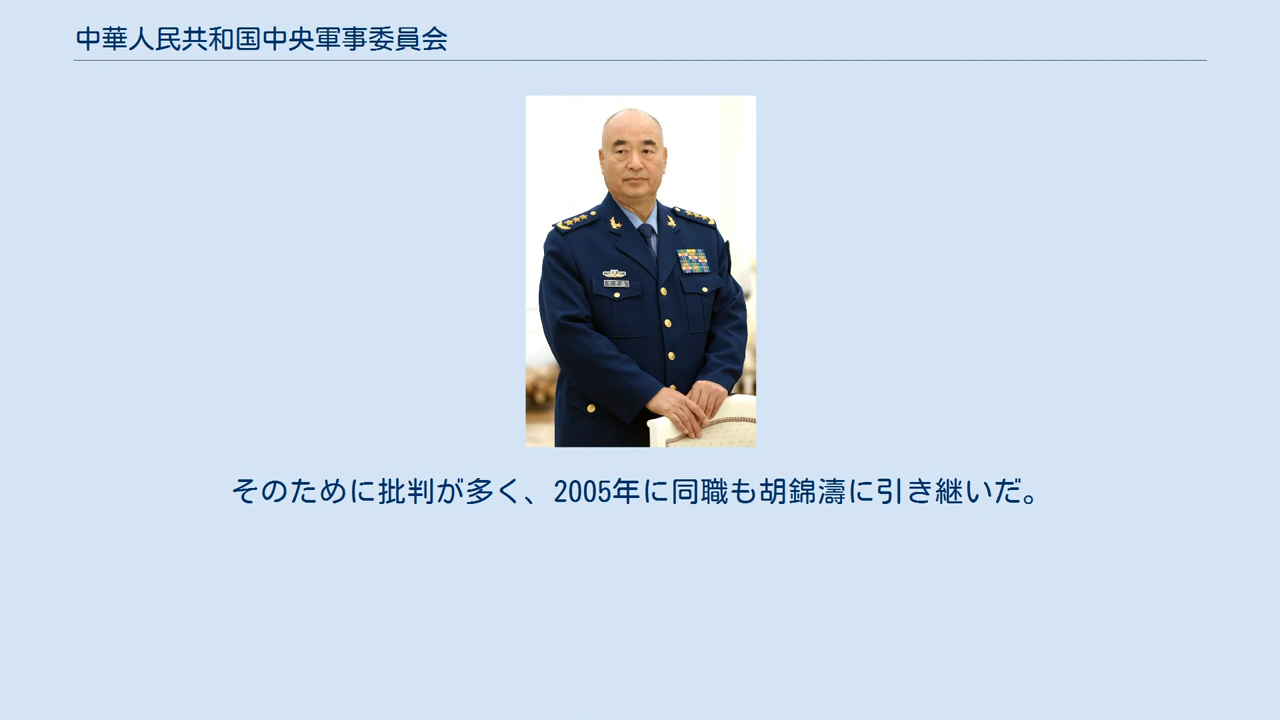 中華人民共和国中央軍事委員会
そのために批判が多く、2005年に同職も胡錦濤に引き継いだ。